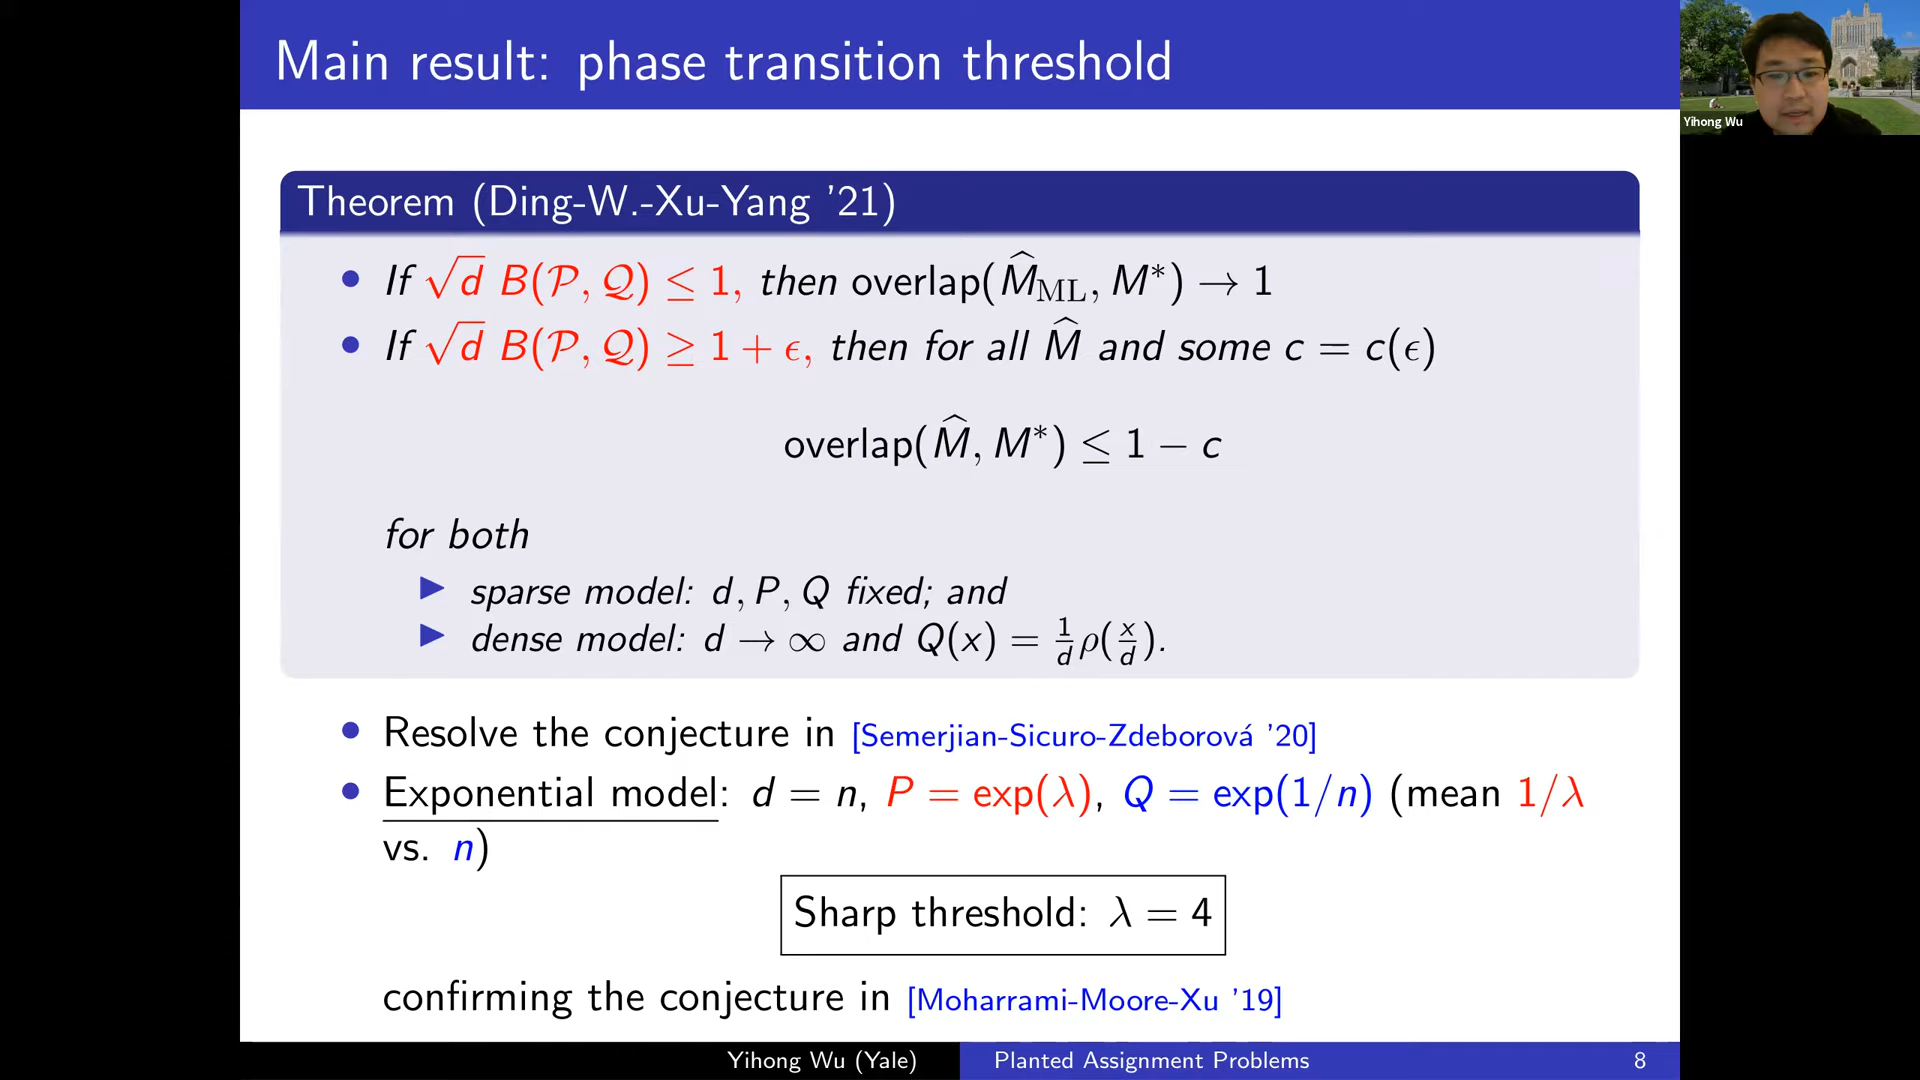 Main result: phase transition threshold
Yihong Wu
Theorem (Ding-W.-Xu-Yang '21)
• If √d B(𝒫, 𝒬) ≤ 1, then overlap(M̂_ML, M*) → 1
• If √d B(𝒫, 𝒬) ≥ 1 + ϵ, then for all M̂ and some c = c(ϵ)
overlap(M̂, M*) ≤ 1 − c
for both
▶ sparse model: d, P, Q fixed; and
▶ dense model: d → ∞ and Q(x) = 1/d ρ(x/d).
• Resolve the conjecture in [Semerjian-Sicuro-Zdeborová '20]
• Exponential model: d = n, P = exp(λ), Q = exp(1/n) (mean 1/λ
vs. n)
Sharp threshold: λ = 4
confirming the conjecture in [Moharrami-Moore-Xu '19]
Yihong Wu (Yale) Planted Assignment Problems 8